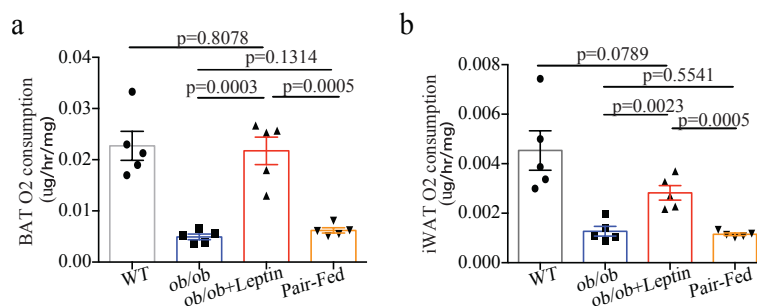 a
p=0.8078
p=0.1314
p=0.0003 p=0.0005
BAT O2 consumption
(ug/hr/mg)
0.04
0.03
0.02
0.01
0.00
WT
ob/ob
ob/ob+Leptin
Pair-Fed
b
p=0.0789
p=0.5541
p=0.0023
p=0.0005
iWAT O2 consumption
(ug/hr/mg)
0.008
0.006
0.004
0.002
0.000
WT
ob/ob
ob/ob+Leptin
Pair-Fed